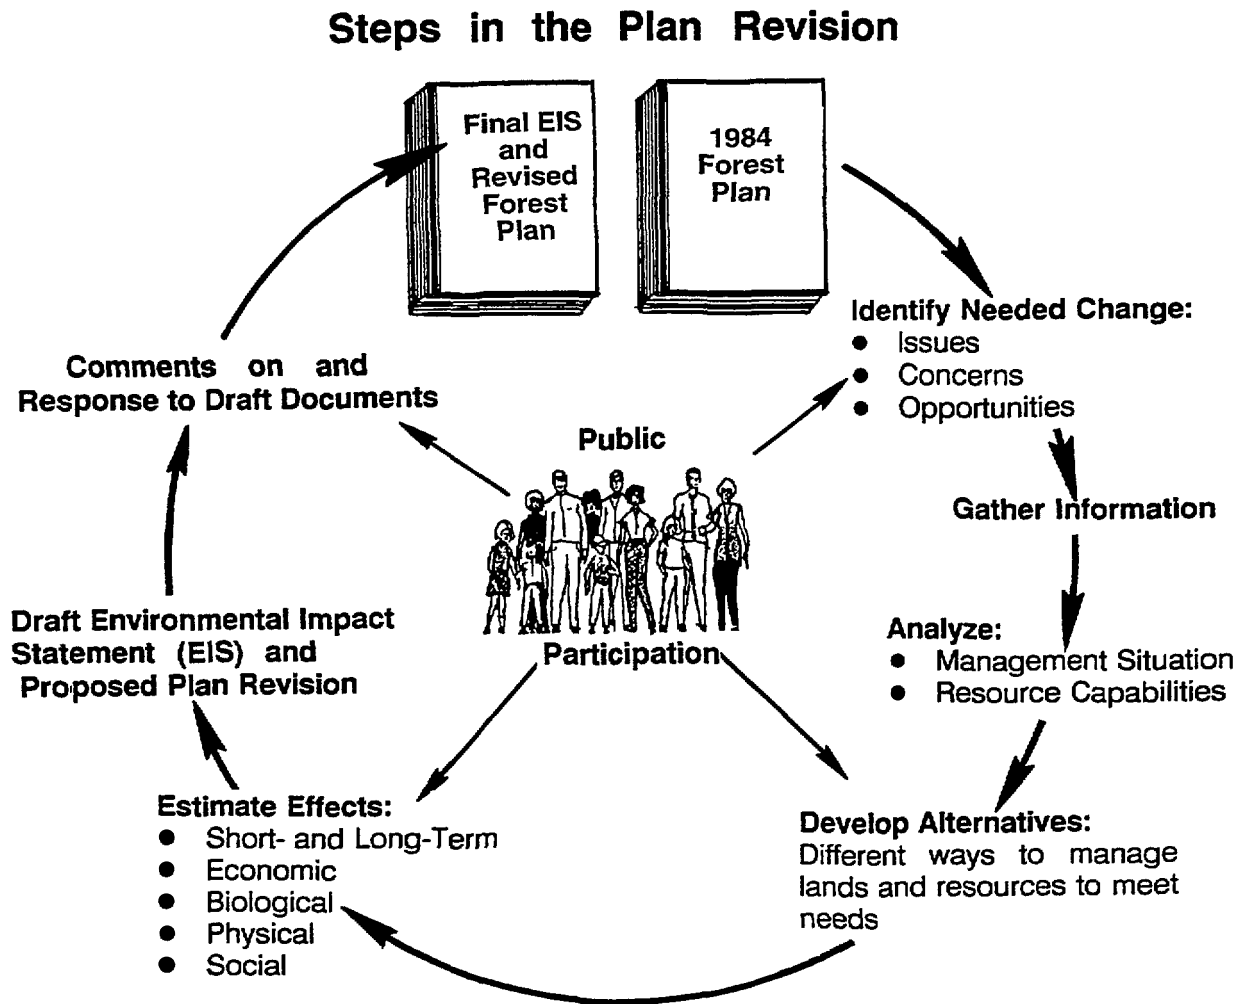 Steps in the Plan Revision
Final EIS
and
Revised
Forest
Plan
1984
Forest
Plan
Identify Needed Change:
● Issues
● Concerns
● Opportunities
Gather Information
Analyze:
● Management Situation
● Resource Capabilities
Develop Alternatives:
Different ways to manage
lands and resources to meet
needs
Estimate Effects:
● Short- and Long-Term
● Economic
● Biological
● Physical
● Social
Draft Environmental Impact
Statement (EIS) and
Proposed Plan Revision
Comments on and
Response to Draft Documents
Public
Participation